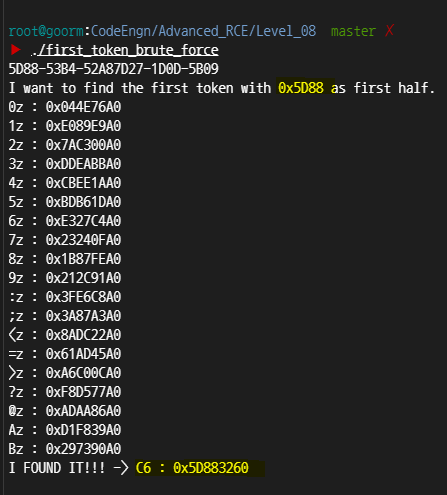 root@goorm:CodeEngn/Advanced_RCE/Level_08 master ✗
▶ ./first_token_brute_force
5D88-53B4-52A87D27-1D0D-5B09
I want to find the first token with 0x5D88 as first half.
0z : 0x044E76A0
1z : 0xE089E9A0
2z : 0x7AC300A0
3z : 0xDDEABBA0
4z : 0xCBEE1AA0
5z : 0xBDB61DA0
6z : 0xE327C4A0
7z : 0x23240FA0
8z : 0x1B87FEA0
9z : 0x212C91A0
:z : 0x3FE6C8A0
;z : 0x3A87A3A0
<z : 0x8ADC22A0
=z : 0x61AD45A0
>z : 0xA6C00CA0
?z : 0xF8D577A0
@z : 0xADAA86A0
Az : 0xD1F839A0
Bz : 0x297390A0
I FOUND IT!!! -> C6 : 0x5D883260